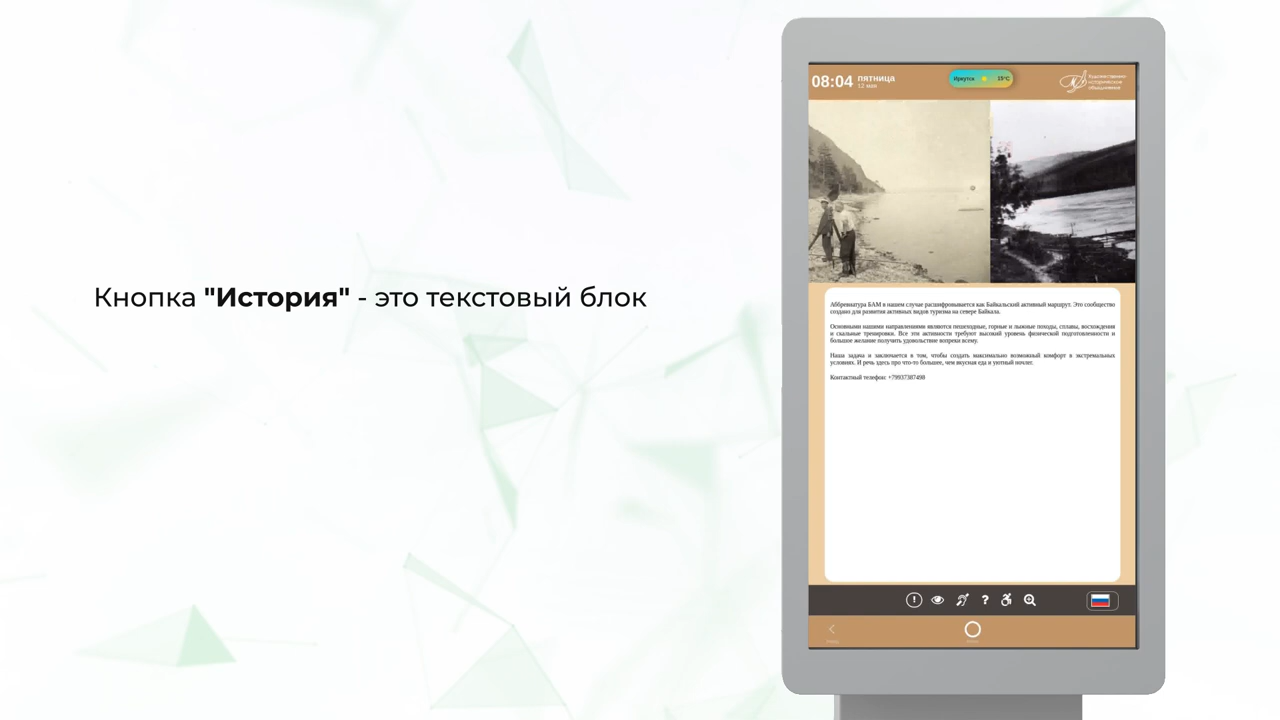 Кнопка "История" - это текстовый блок
08:04 пятница
12 мая
Иркутск 15°C
Художественно-
историческое
объединение
Аббревиатура БАМ в нашем случае расшифровывается как Байкальский активный маршрут. Это сообщество
создано для развития активных видов туризма на севере Байкала.
Основными нашими направлениями являются пешеходные, горные и лыжные походы, сплавы, восхождения
и скальные тренировки. Все эти активности требуют высокий уровень физической подготовленности и
большое желание получить удовольствие вопреки всему.
Наша задача и заключается в том, чтобы создать максимально возможный комфорт в экстремальных
условиях. И речь здесь про что-то большее, чем вкусная еда и уютный ночлег.
Контактный телефон: +79937387498